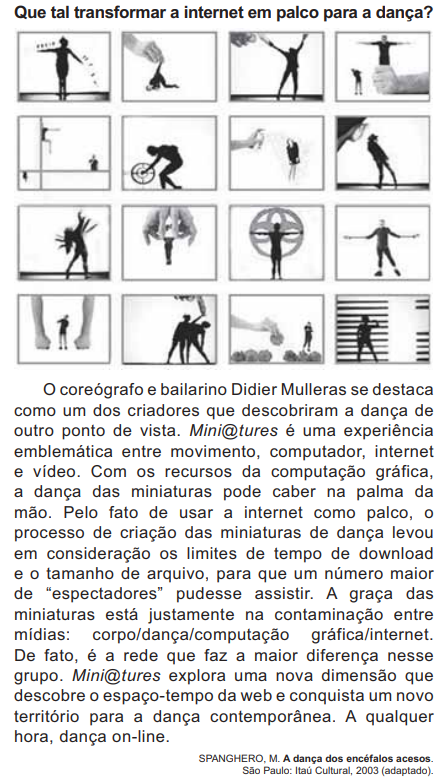 Que tal transformar a internet em palco para a dança?
O coreógrafo e bailarino Didier Mulleras se destaca
como um dos criadores que descobriram a dança de
outro ponto de vista. Mini@tures é uma experiência
emblemática entre movimento, computador, internet
e vídeo. Com os recursos da computação gráfica,
a dança das miniaturas pode caber na palma da
mão. Pelo fato de usar a internet como palco, o
processo de criação das miniaturas de dança levou
em consideração os limites de tempo de download
e o tamanho de arquivo, para que um número maior
de “espectadores” pudesse assistir. A graça das
miniaturas está justamente na contaminação entre
mídias: corpo/dança/computação gráfica/internet.
De fato, é a rede que faz a maior diferença nesse
grupo. Mini@tures explora uma nova dimensão que
descobre o espaço-tempo da web e conquista um novo
território para a dança contemporânea. A qualquer
hora, dança on-line.
SPANGHERO, M. A dança dos encéfalos acesos.
São Paulo: Itaú Cultural, 2003 (adaptado).